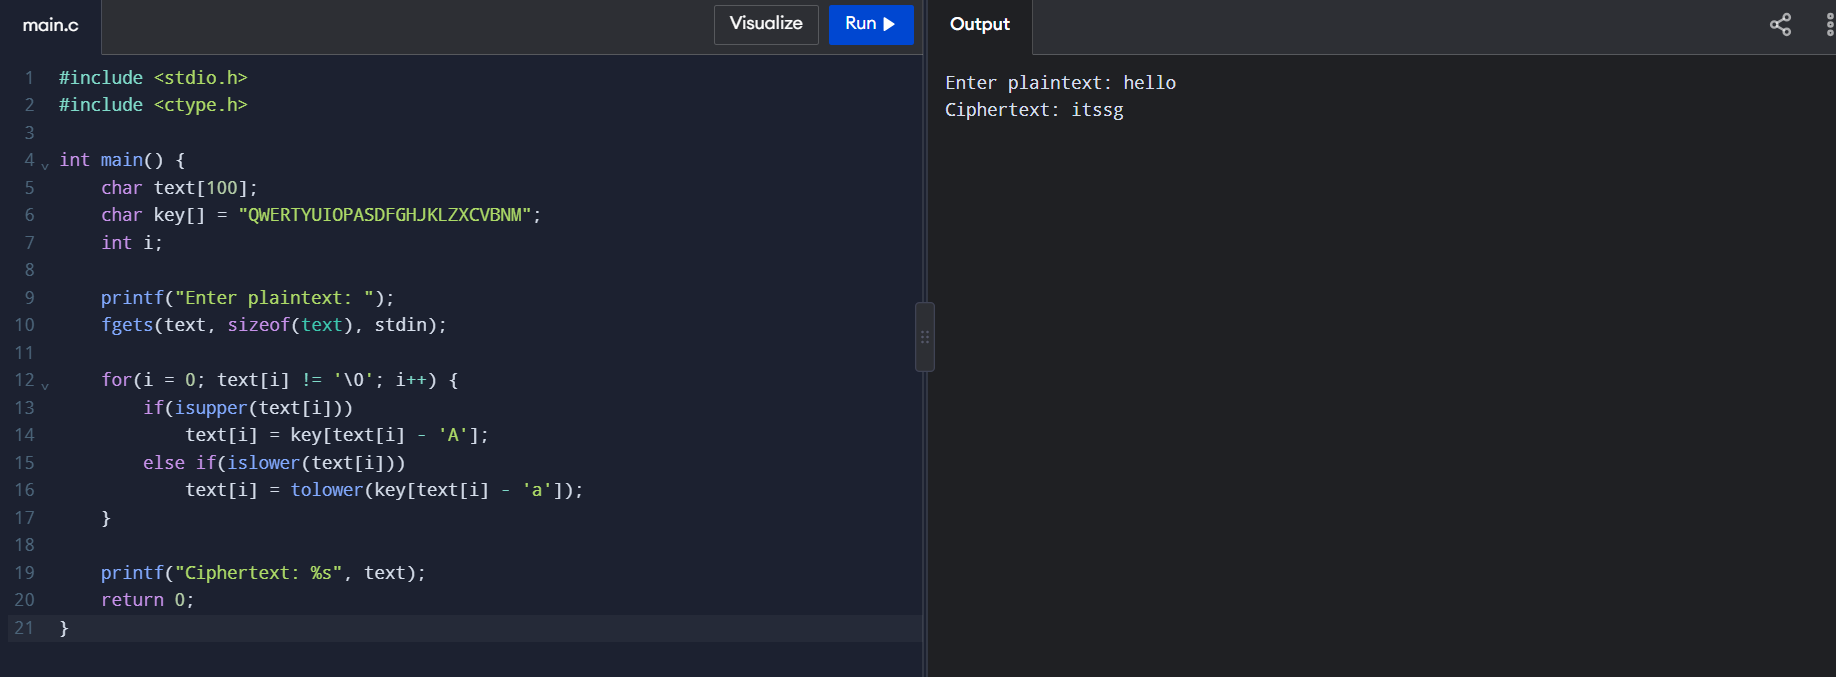 main.c
Visualize
Run
Output
1 #include <stdio.h>
2 #include <ctype.h>
3
4 int main() {
5     char text[100];
6     char key[] = "QWERTYUIOPASDFGHJKLZXCVBNM";
7     int i;
8
9     printf("Enter plaintext: ");
10     fgets(text, sizeof(text), stdin);
11
12     for(i = 0; text[i] != '\0'; i++) {
13         if(isupper(text[i]))
14             text[i] = key[text[i] - 'A'];
15         else if(islower(text[i]))
16             text[i] = tolower(key[text[i] - 'a']);
17     }
18
19     printf("Ciphertext: %s", text);
20     return 0;
21 }
Enter plaintext: hello
Ciphertext: itssg